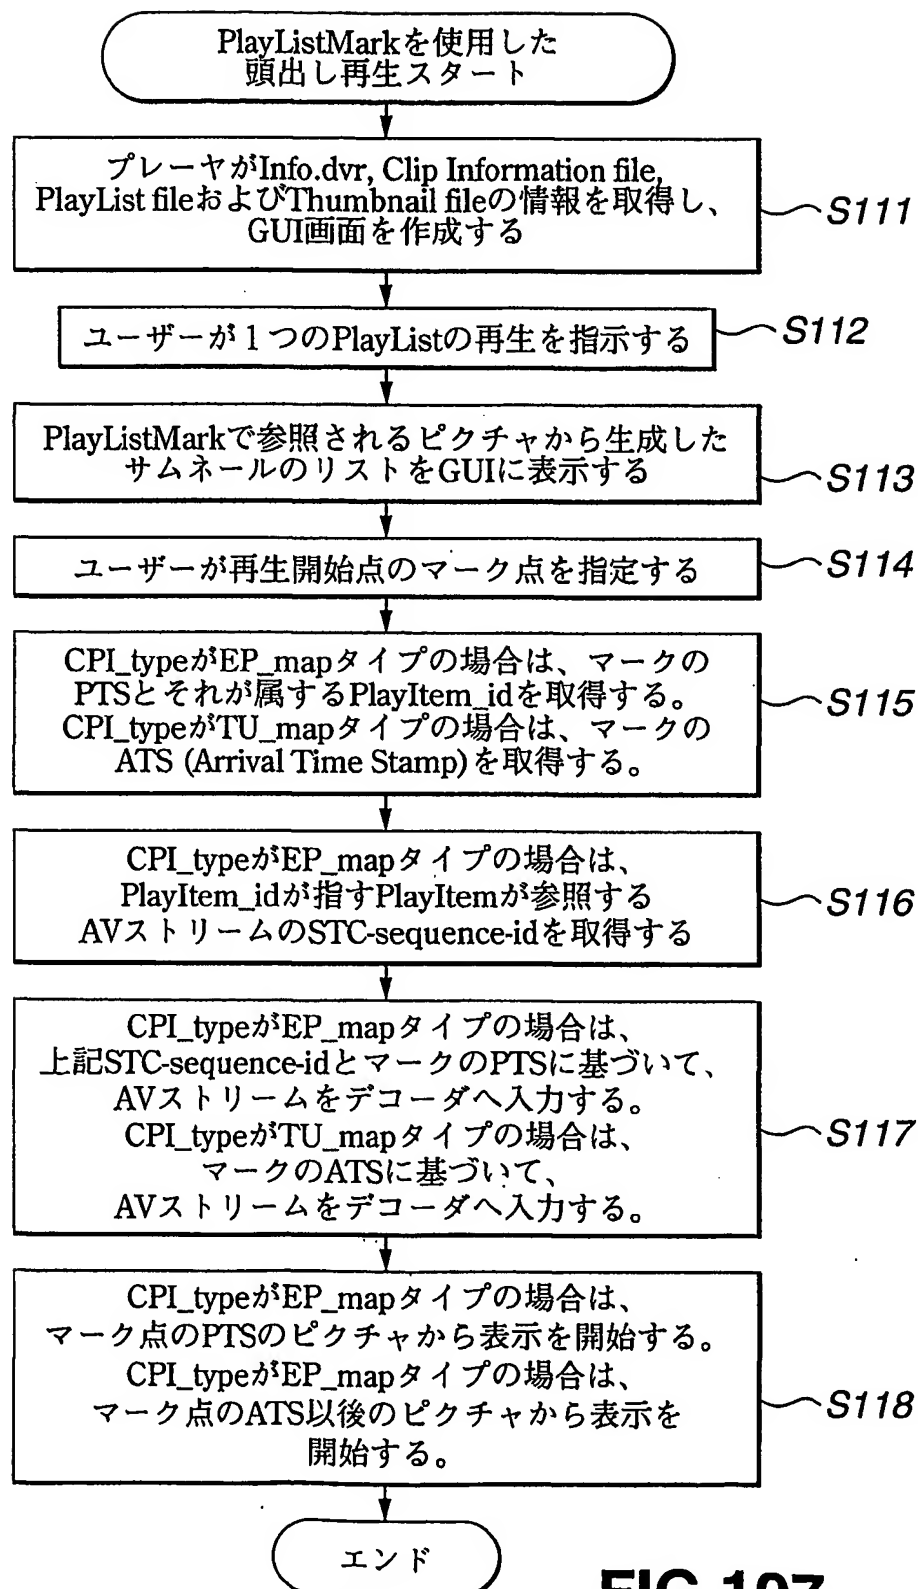 PlayListMarkを使用した
頭出し再生スタート
プレーヤがInfo.dvr, Clip Information file,
PlayList fileおよびThumbnail fileの情報を取得し、
GUI画面を作成する
S111
ユーザーが1つのPlayListの再生を指示する
S112
PlayListMarkで参照されるピクチャから生成した
サムネールのリストをGUIに表示する
S113
ユーザーが再生開始点のマーク点を指定する
S114
CPI_typeがEP_mapタイプの場合は、マークの
PTSとそれが属するPlayItem_idを取得する。
CPI_typeがTU_mapタイプの場合は、マークの
ATS (Arrival Time Stamp)を取得する。
S115
CPI_typeがEP_mapタイプの場合は、
PlayItem_idが指すPlayItemが参照する
AVストリームのSTC-sequence-idを取得する
S116
CPI_typeがEP_mapタイプの場合は、
上記STC-sequence-idとマークのPTSに基づいて、
AVストリームをデコーダへ入力する。
CPI_typeがTU_mapタイプの場合は、
マークのATSに基づいて、
AVストリームをデコーダへ入力する。
S117
CPI_typeがEP_mapタイプの場合は、
マーク点のPTSのピクチャから表示を開始する。
CPI_typeがEP_mapタイプの場合は、
マーク点のATS以後のピクチャから表示を
開始する。
S118
エンド
FIG.107